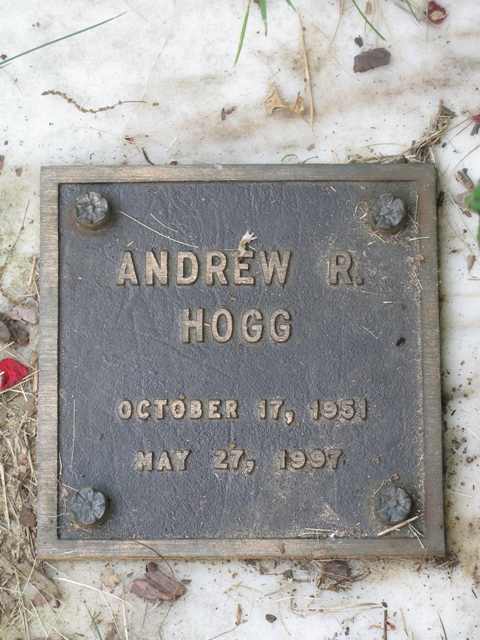 ANDREW R.
HOGG
OCTOBER 17, 1951
MAY 27, 1997